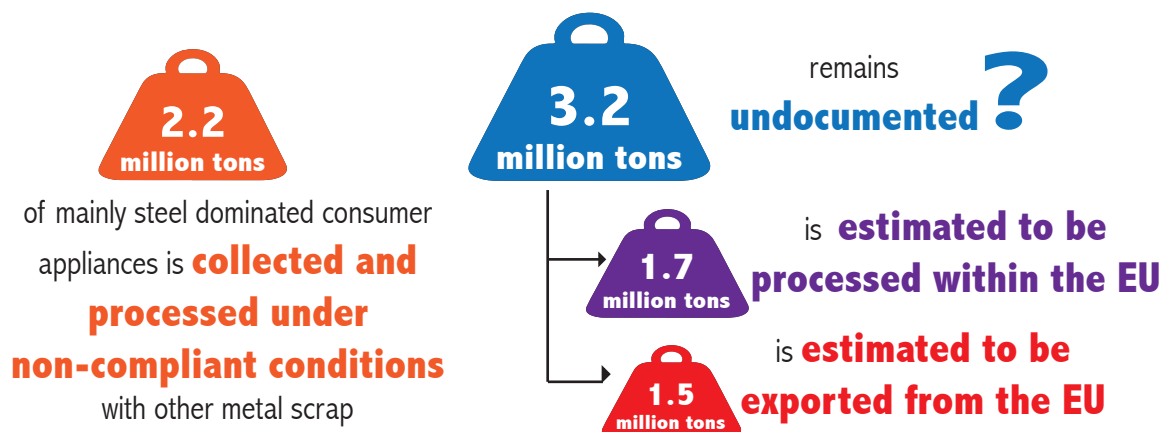 2.2
million tons
of mainly steel dominated consumer
appliances is collected and
processed under
non-compliant conditions
with other metal scrap
3.2
million tons
remains
undocumented ?
1.7
million tons
is estimated to be
processed within the EU
1.5
million tons
is estimated to be
exported from the EU